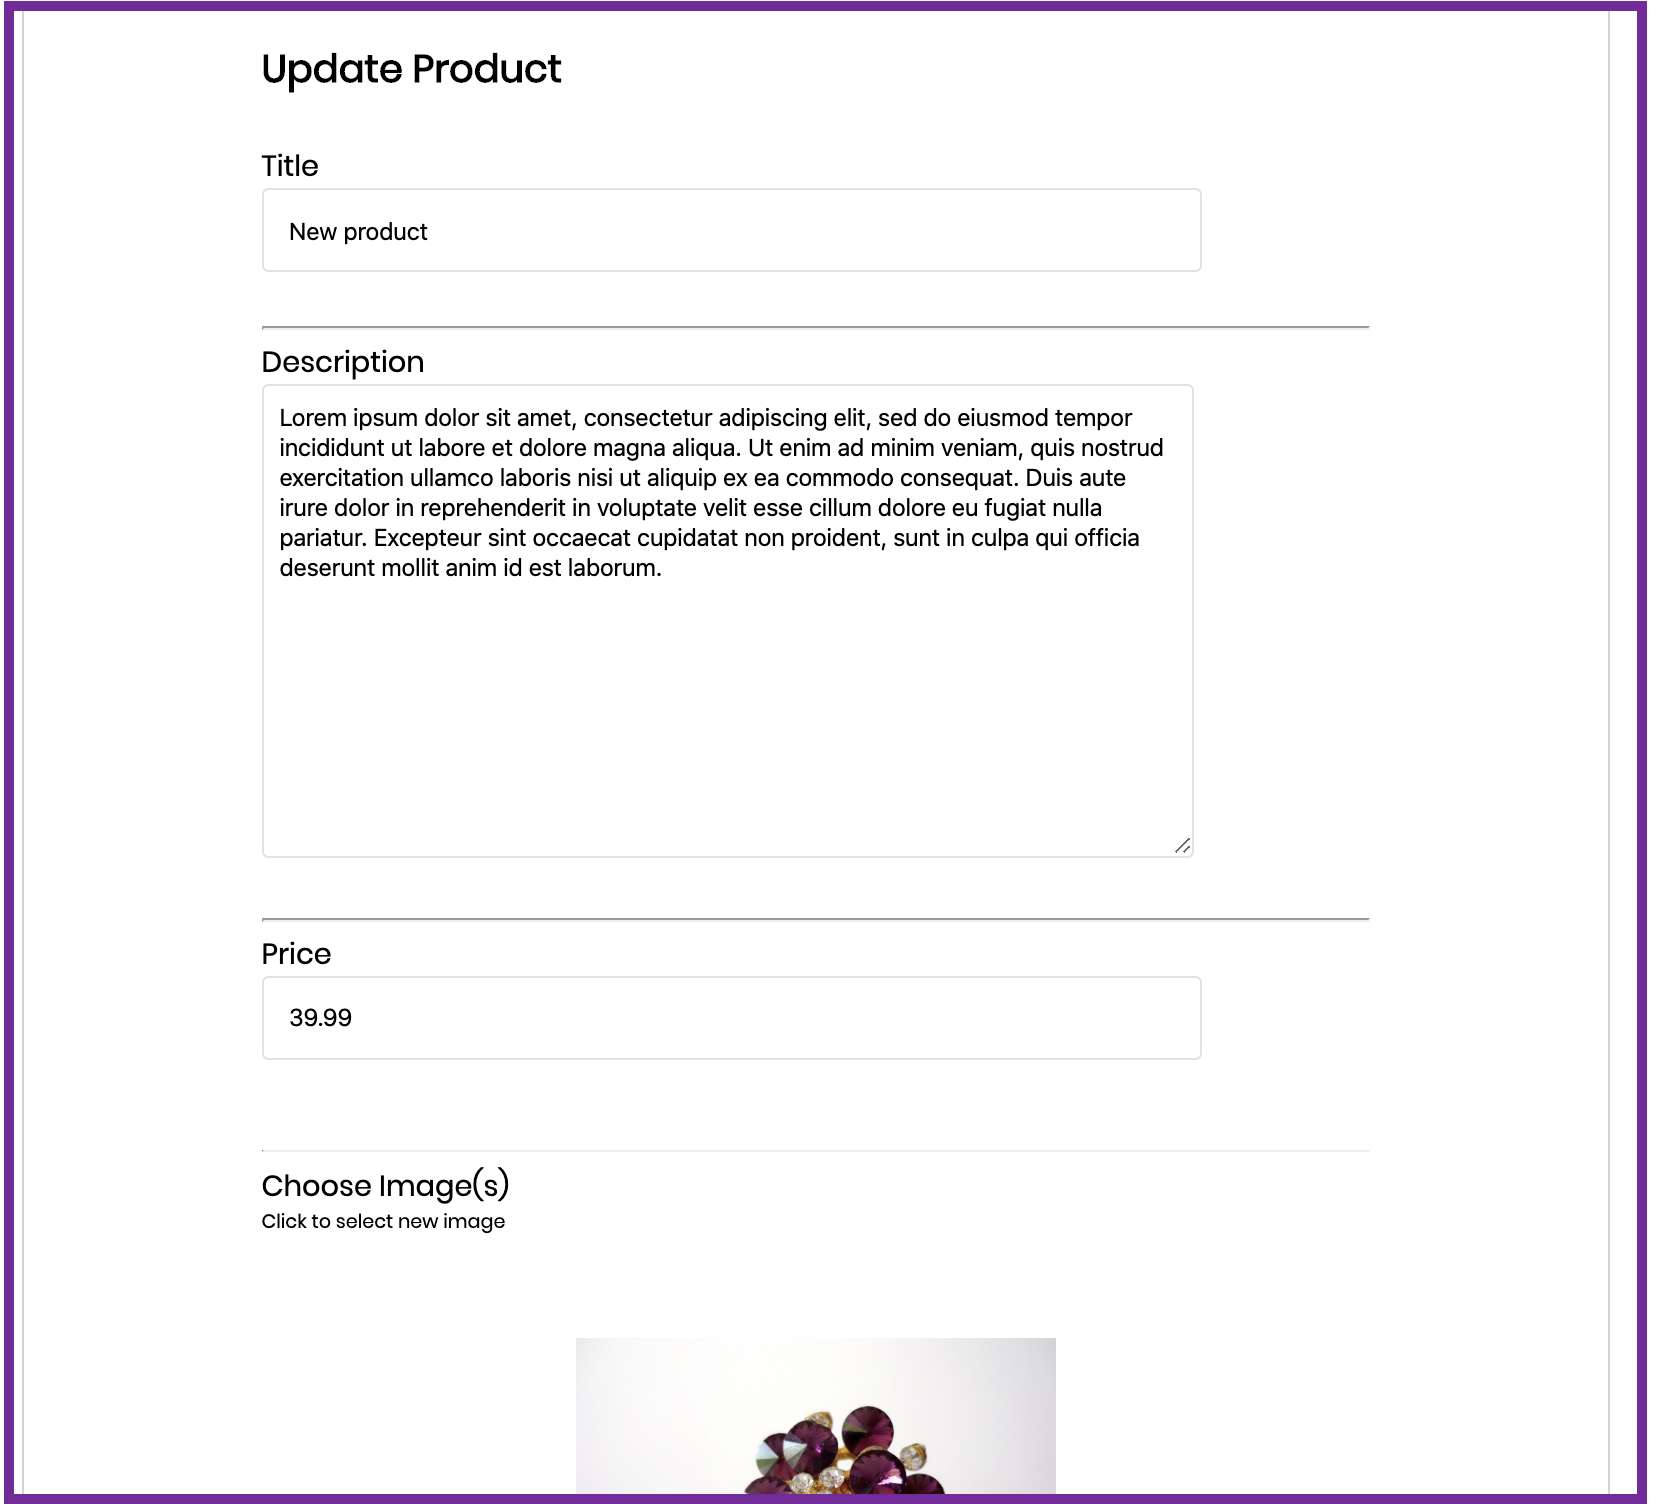 Update Product
Title
New product
Description
Lorem ipsum dolor sit amet, consectetur adipiscing elit, sed do eiusmod tempor
incididunt ut labore et dolore magna aliqua. Ut enim ad minim veniam, quis nostrud
exercitation ullamco laboris nisi ut aliquip ex ea commodo consequat. Duis aute
irure dolor in reprehenderit in voluptate velit esse cillum dolore eu fugiat nulla
pariatur. Excepteur sint occaecat cupidatat non proident, sunt in culpa qui officia
deserunt mollit anim id est laborum.
Price
39.99
Choose Image(s)
Click to select new image